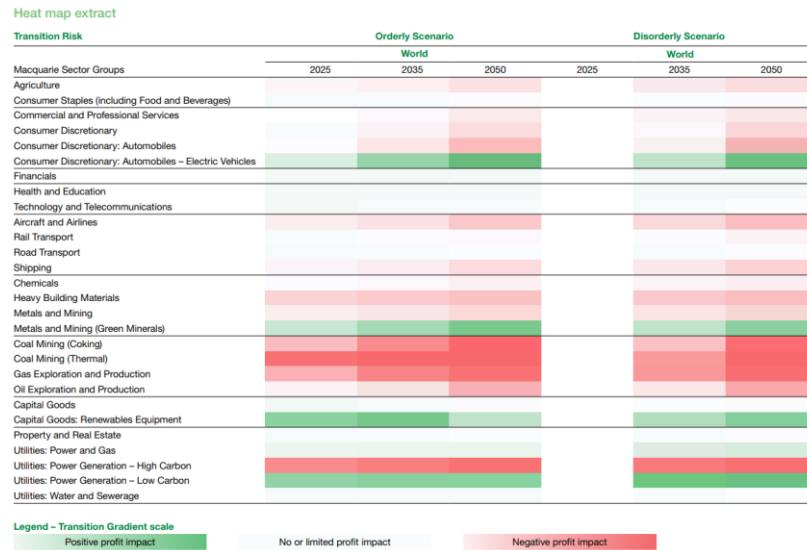 Heat map extract
Transition Risk Orderly Scenario Disorderly Scenario
World World
Macquarie Sector Groups 2025 2035 2050 2025 2035 2050
Agriculture
Consumer Staples (including Food and Beverages)
Commercial and Professional Services
Consumer Discretionary
Consumer Discretionary: Automobiles
Consumer Discretionary: Automobiles – Electric Vehicles
Financials
Health and Education
Technology and Telecommunications
Aircraft and Airlines
Rail Transport
Road Transport
Shipping
Chemicals
Heavy Building Materials
Metals and Mining
Metals and Mining (Green Minerals)
Coal Mining (Coking)
Coal Mining (Thermal)
Gas Exploration and Production
Oil Exploration and Production
Capital Goods
Capital Goods: Renewables Equipment
Property and Real Estate
Utilities: Power and Gas
Utilities: Power Generation – High Carbon
Utilities: Power Generation – Low Carbon
Utilities: Water and Sewerage
Legend – Transition Gradient scale
Positive profit impact No or limited profit impact Negative profit impact